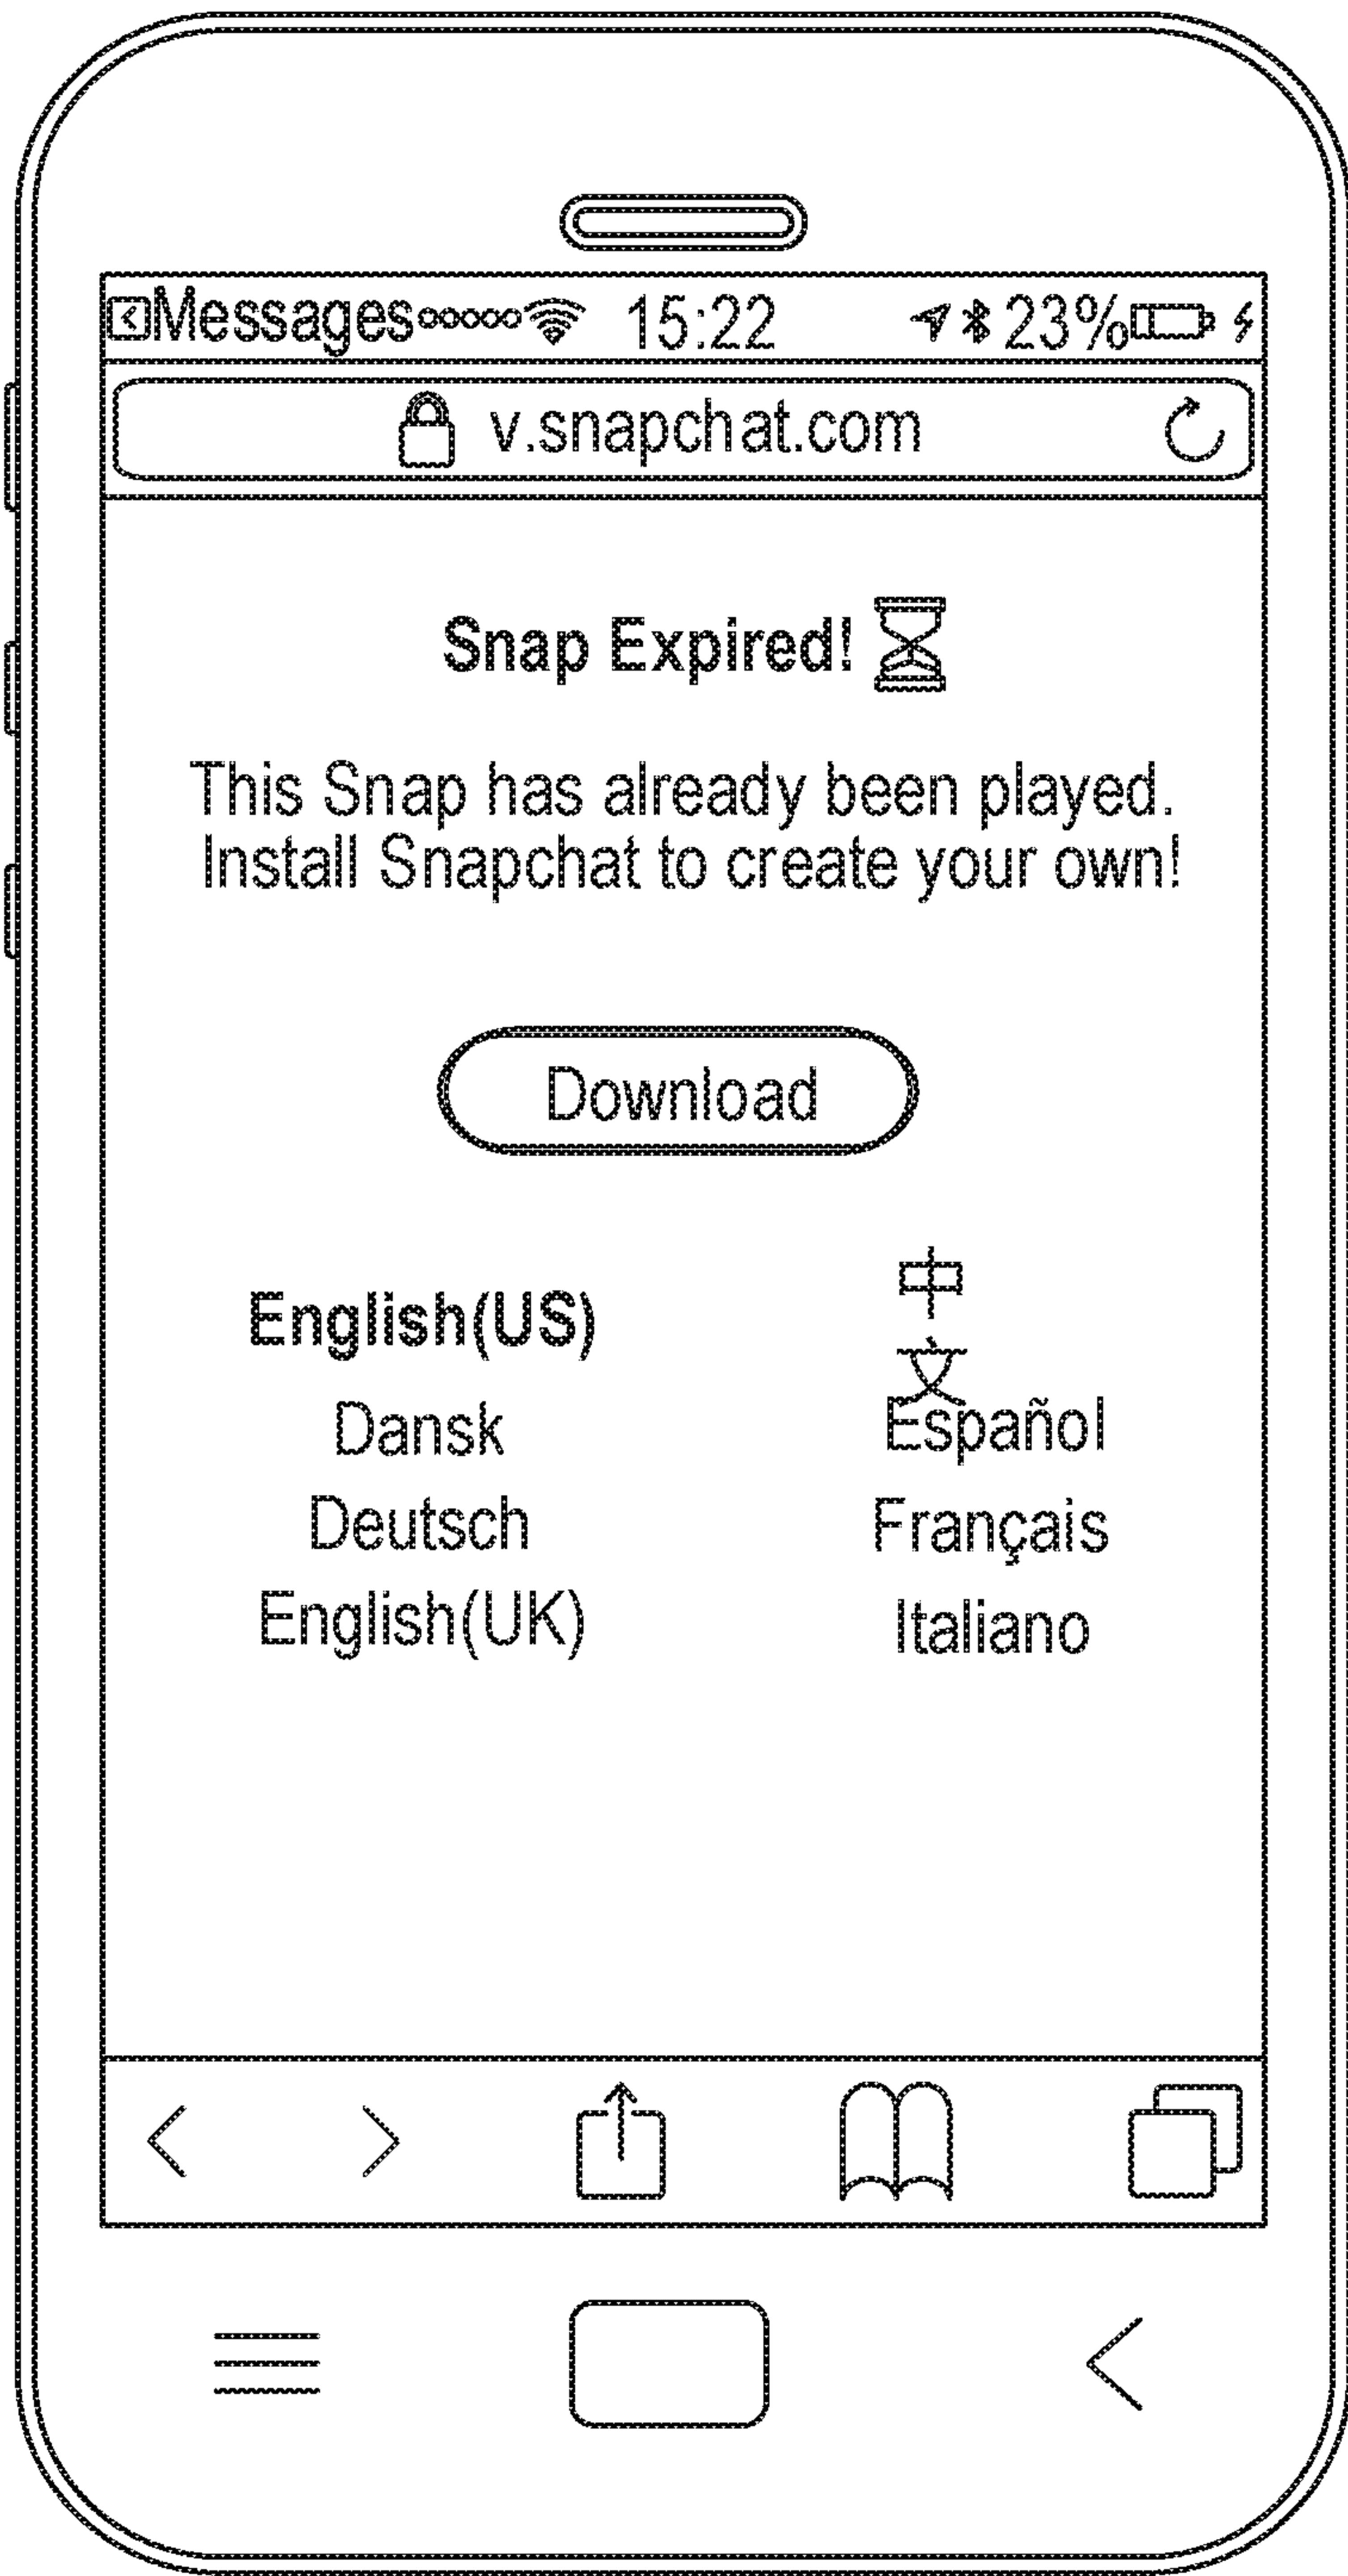 Messages 15:22 23%
v.snapchat.com
Snap Expired!
This Snap has already been played.
Install Snapchat to create your own!
Download
English(US)
中
文
Dansk
Español
Deutsch
Français
English(UK)
Italiano